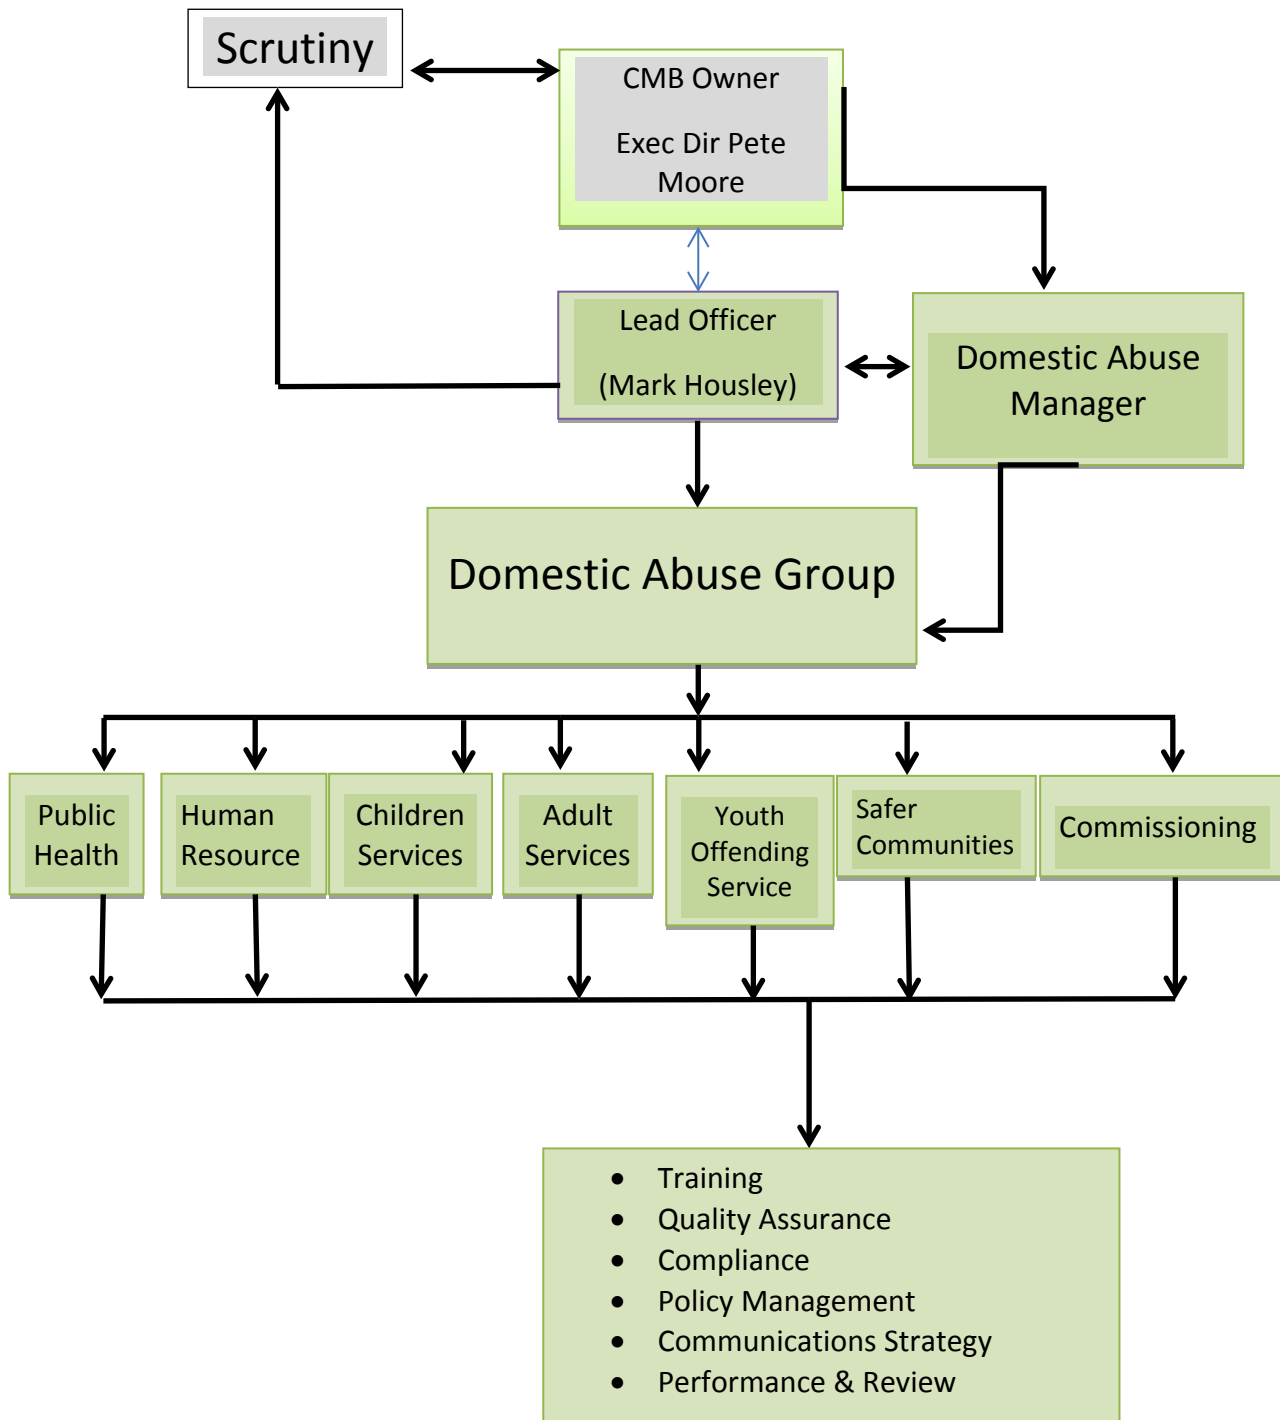 Scrutiny
CMB Owner
Exec Dir Pete
Moore
Lead Officer
(Mark Housley)
Domestic Abuse
Manager
Domestic Abuse Group
Public
Health
Human
Resource
Children
Services
Adult
Services
Youth
Offending
Service
Safer
Communities
Commissioning
• Training
• Quality Assurance
• Compliance
• Policy Management
• Communications Strategy
• Performance & Review